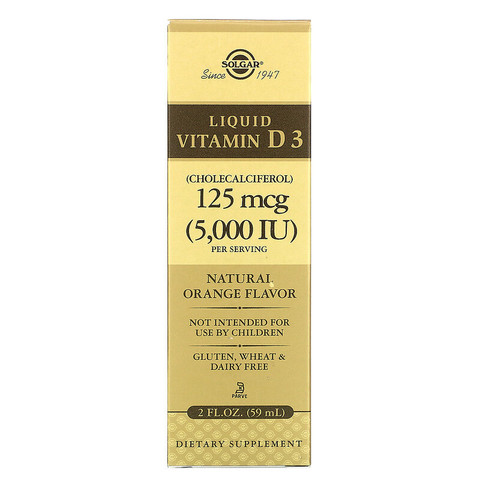 SOLGAR®
Since 1947
LIQUID
VITAMIN D 3
(CHOLECALCIFEROL)
125 mcg
(5,000 IU)
PER SERVING
NATURAL
ORANGE FLAVOR
NOT INTENDED FOR
USE BY CHILDREN
GLUTEN, WHEAT &
DAIRY FREE
PARVE
2 FL.OZ. (59 mL)
DIETARY SUPPLEMENT